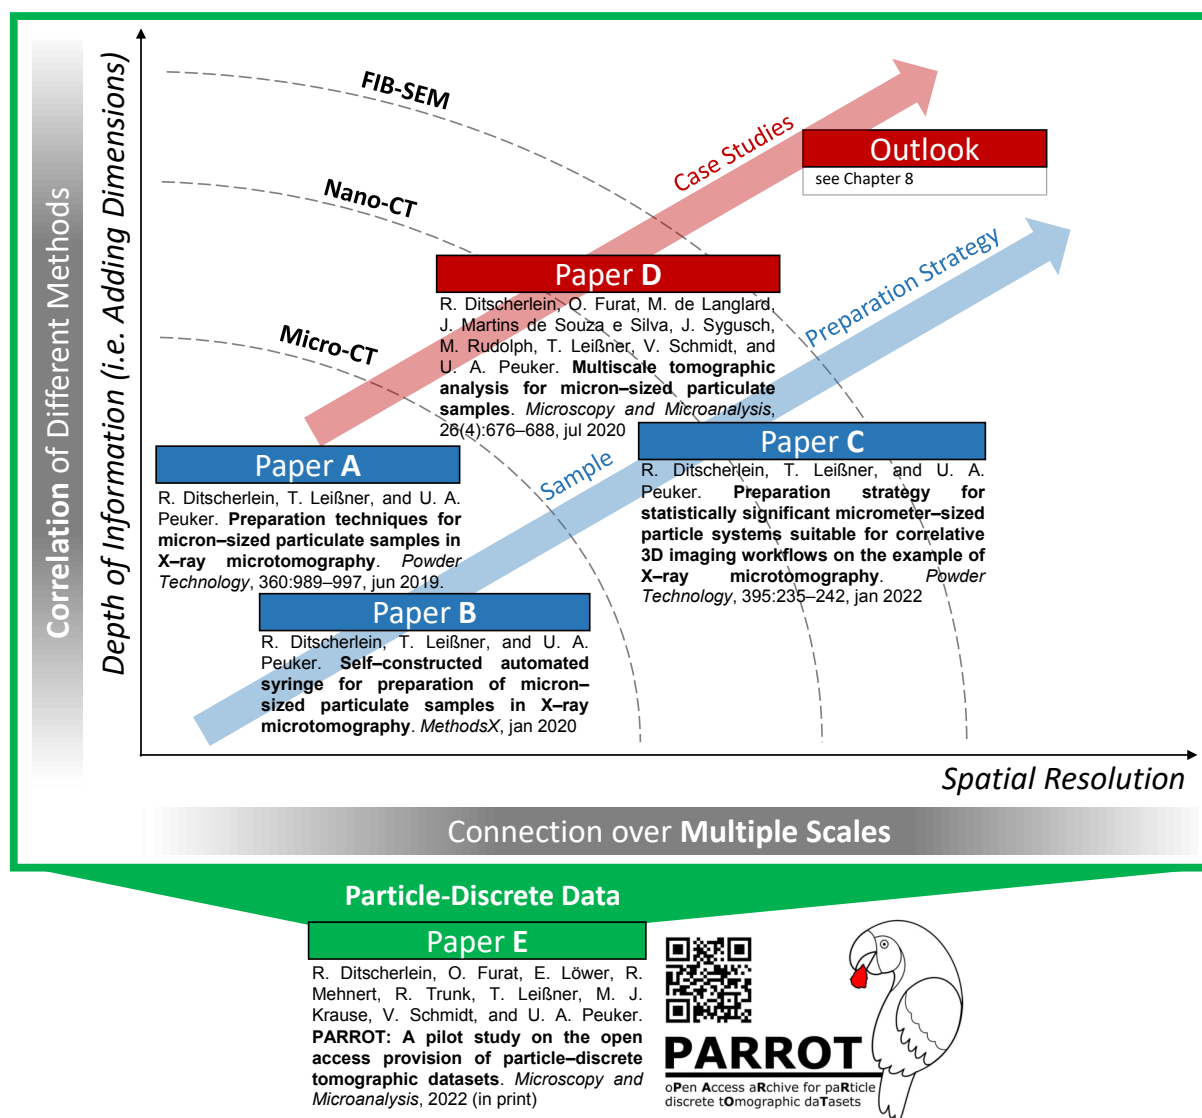 Correlation of Different Methods
Depth of Information (i.e. Adding Dimensions)
FIB-SEM
Nano-CT
Micro-CT
Case Studies
Outlook
see Chapter 8
Sample
Preparation Strategy
Paper D
R. Ditscherlein, O. Furat, M. de Langlard,
J. Martins de Souza e Silva, J. Sygusch,
M. Rudolph, T. Leißner, V. Schmidt, and
U. A. Peuker. Multiscale tomographic
analysis for micron–sized particulate
samples. Microscopy and Microanalysis,
26(4):676–688, jul 2020
Paper A
R. Ditscherlein, T. Leißner, and U. A.
Peuker. Preparation techniques for
micron–sized particulate samples in
X–ray microtomography. Powder
Technology, 360:989–997, jun 2019.
Paper C
R. Ditscherlein, T. Leißner, and U. A.
Peuker. Preparation strategy for
statistically significant micrometer–sized
particle systems suitable for correlative
3D imaging workflows on the example of
X–ray microtomography. Powder
Technology, 395:235–242, jan 2022
Paper B
R. Ditscherlein, T. Leißner, and U. A.
Peuker. Self–constructed automated
syringe for preparation of micron–
sized particulate samples in X–ray
microtomography. MethodsX, jan 2020
Spatial Resolution
Connection over Multiple Scales
Particle-Discrete Data
Paper E
R. Ditscherlein, O. Furat, E. Löwer, R.
Mehnert, R. Trunk, T. Leißner, M. J.
Krause, V. Schmidt, and U. A. Peuker.
PARROT: A pilot study on the open
access provision of particle–discrete
tomographic datasets. Microscopy and
Microanalysis, 2022 (in print)
PARROT
oPen Access aRchive for paRticle
discrete tOmographic daTasets